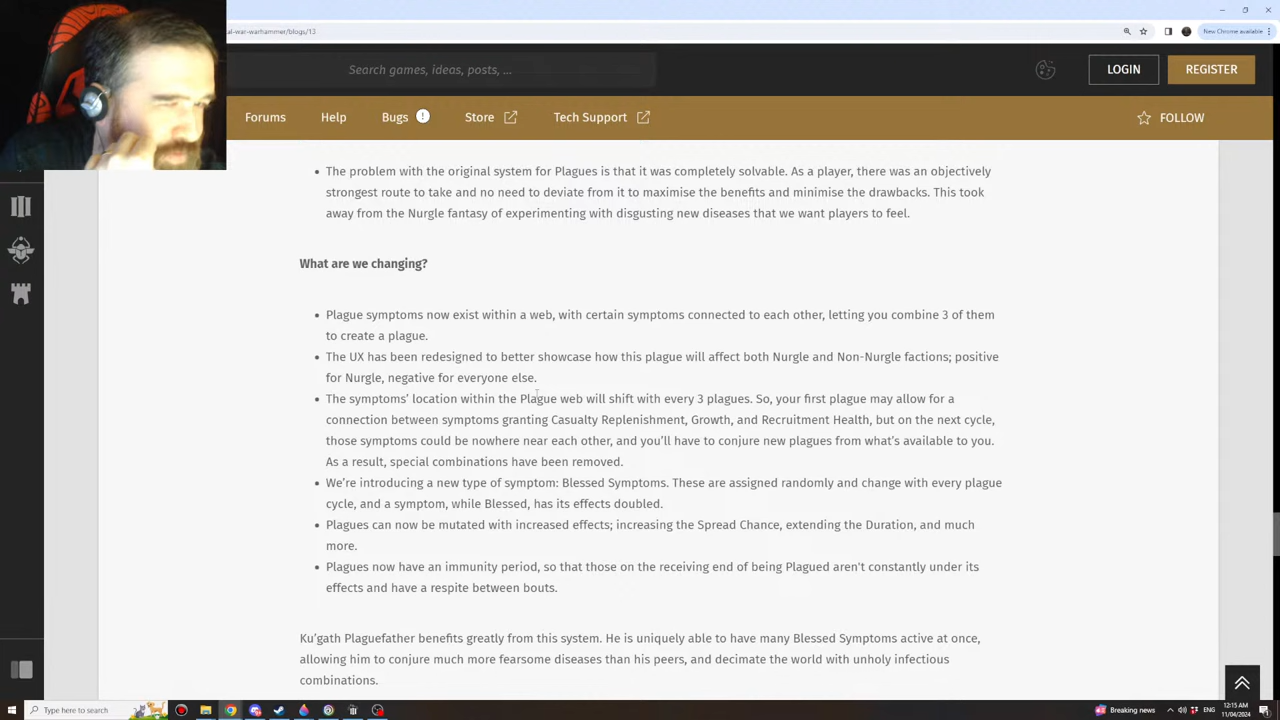 al-war-warhammer/blogs/13
New Chrome available
Search games, ideas, posts, ...
LOGIN
REGISTER
Forums
Help
Bugs
Store
Tech Support
FOLLOW
The problem with the original system for Plagues is that it was completely solvable. As a player, there was an objectively
strongest route to take and no need to deviate from it to maximise the benefits and minimise the drawbacks. This took
away from the Nurgle fantasy of experimenting with disgusting new diseases that we want players to feel.
What are we changing?
Plague symptoms now exist within a web, with certain symptoms connected to each other, letting you combine 3 of them
to create a plague.
The UX has been redesigned to better showcase how this plague will affect both Nurgle and Non-Nurgle factions; positive
for Nurgle, negative for everyone else.
The symptoms’ location within the Plague web will shift with every 3 plagues. So, your first plague may allow for a
connection between symptoms granting Casualty Replenishment, Growth, and Recruitment Health, but on the next cycle,
those symptoms could be nowhere near each other, and you’ll have to conjure new plagues from what’s available to you.
As a result, special combinations have been removed.
We’re introducing a new type of symptom: Blessed Symptoms. These are assigned randomly and change with every plague
cycle, and a symptom, while Blessed, has its effects doubled.
Plagues can now be mutated with increased effects; increasing the Spread Chance, extending the Duration, and much
more.
Plagues now have an immunity period, so that those on the receiving end of being Plagued aren't constantly under its
effects and have a respite between bouts.
Ku’gath Plaguefather benefits greatly from this system. He is uniquely able to have many Blessed Symptoms active at once,
allowing him to conjure much more fearsome diseases than his peers, and decimate the world with unholy infectious
combinations.
Type here to search
Breaking news
ENG
12:15 AM
11/04/2024